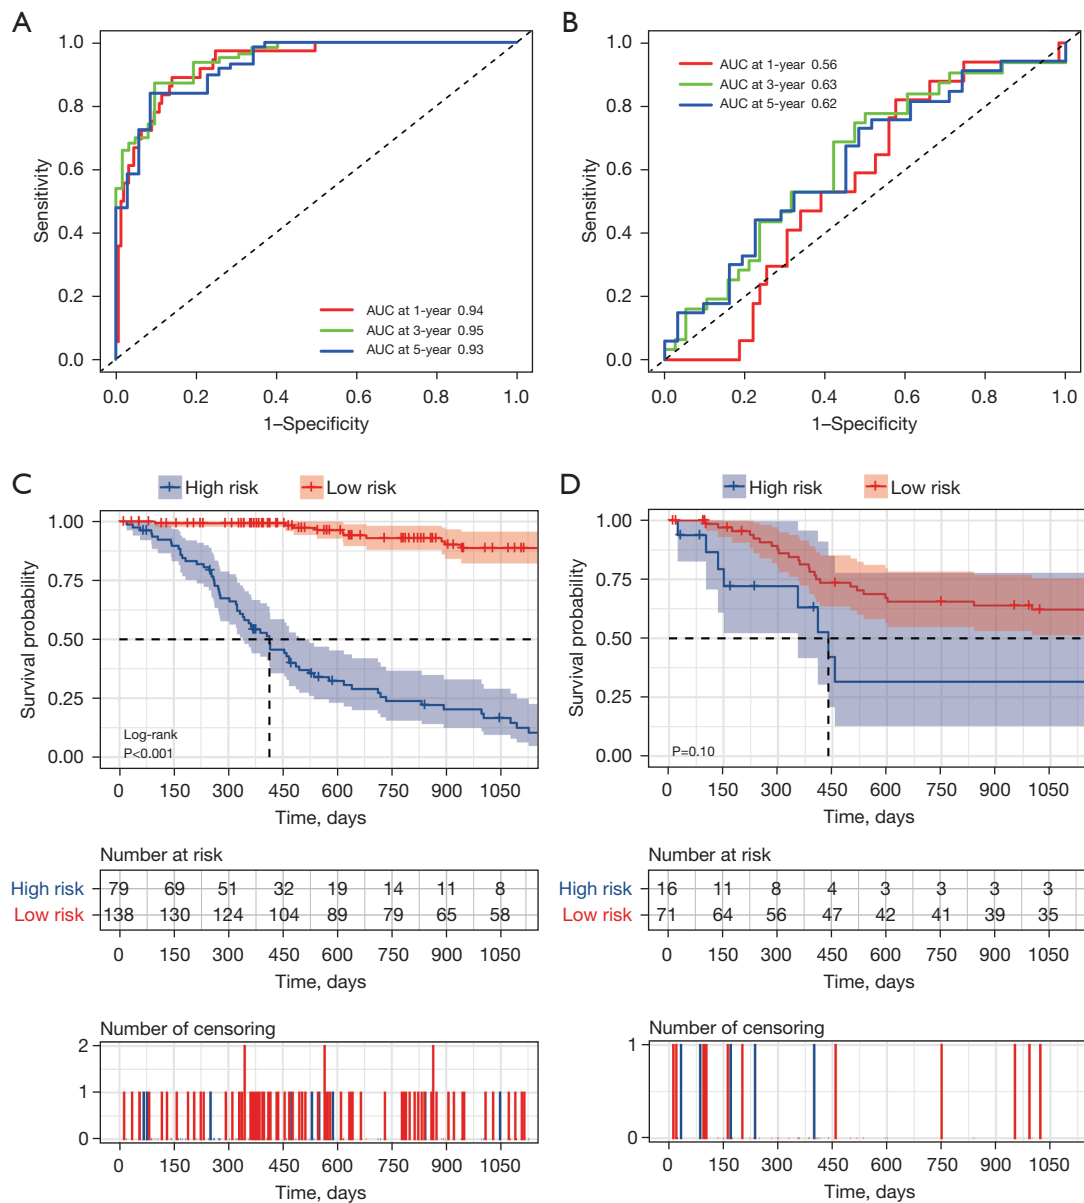 A
1.0
0.8
0.6
0.4
0.2
0.0
Sensitivity
AUC at 1-year 0.94
AUC at 3-year 0.95
AUC at 5-year 0.93
0.0 0.2 0.4 0.6 0.8 1.0
1–Specificity
B
1.0
0.8
0.6
0.4
0.2
0.0
Sensitivity
AUC at 1-year 0.56
AUC at 3-year 0.63
AUC at 5-year 0.62
0.0 0.2 0.4 0.6 0.8 1.0
1–Specificity
C
High risk Low risk
1.00
0.75
0.50
0.25
0.00
Survival probability
Log-rank
P<0.001
0 150 300 450 600 750 900 1050
Time, days
Number at risk
High risk 79 69 51 32 19 14 11 8
Low risk 138 130 124 104 89 79 65 58
0 150 300 450 600 750 900 1050
Time, days
Number of censoring
2
1
0
0 150 300 450 600 750 900 1050
Time, days
D
High risk Low risk
1.00
0.75
0.50
0.25
0.00
Survival probability
P=0.10
0 150 300 450 600 750 900 1050
Time, days
Number at risk
High risk 16 11 8 4 3 3 3 3
Low risk 71 64 56 47 42 41 39 35
0 150 300 450 600 750 900 1050
Time, days
Number of censoring
1
0
0 150 300 450 600 750 900 1050
Time, days